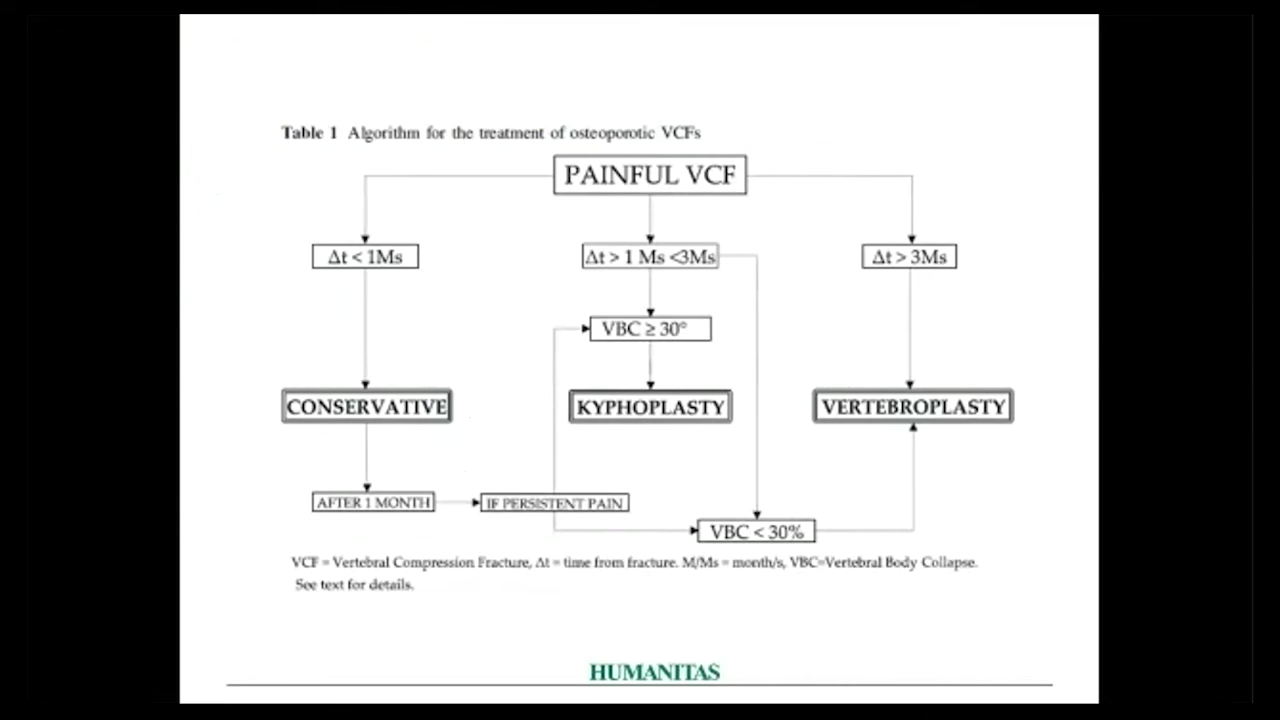 Table 1 Algorithm for the treatment of osteoporotic VCFs
PAINFUL VCF
Δt < 1Ms
Δt > 1 Ms <3Ms
Δt > 3Ms
VBC ≥ 30°
CONSERVATIVE
KYPHOPLASTY
VERTEBROPLASTY
AFTER 1 MONTH
IF PERSISTENT PAIN
VBC < 30%
VCF = Vertebral Compression Fracture, Δt = time from fracture. M/Ms = month/s, VBC=Vertebral Body Collapse.
See text for details.
HUMANITAS